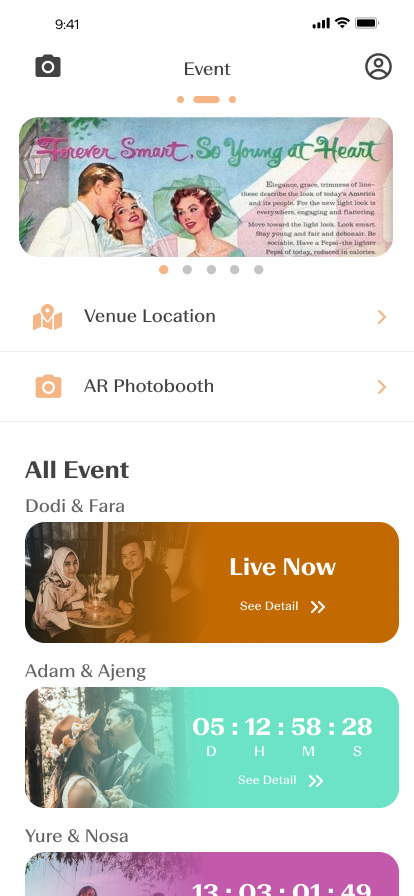 9:41
Event
Forever Smart, So Young at Heart
Elegance, grace, trimness of line–
these describe the look of today's America
and its people. For the new light look is
everywhere, engaging and flattering.
Move toward the light look. Look smart.
Stay young and fair and debonair. Be
sociable. Have a Pepsi–the lighter
Pepsi of today, reduced in calories.
Venue Location
AR Photobooth
All Event
Dodi & Fara
Live Now
See Detail
Adam & Ajeng
05 : 12 : 58 : 28
D H M S
See Detail
Yure & Nosa
13 : 03 : 01 : 49